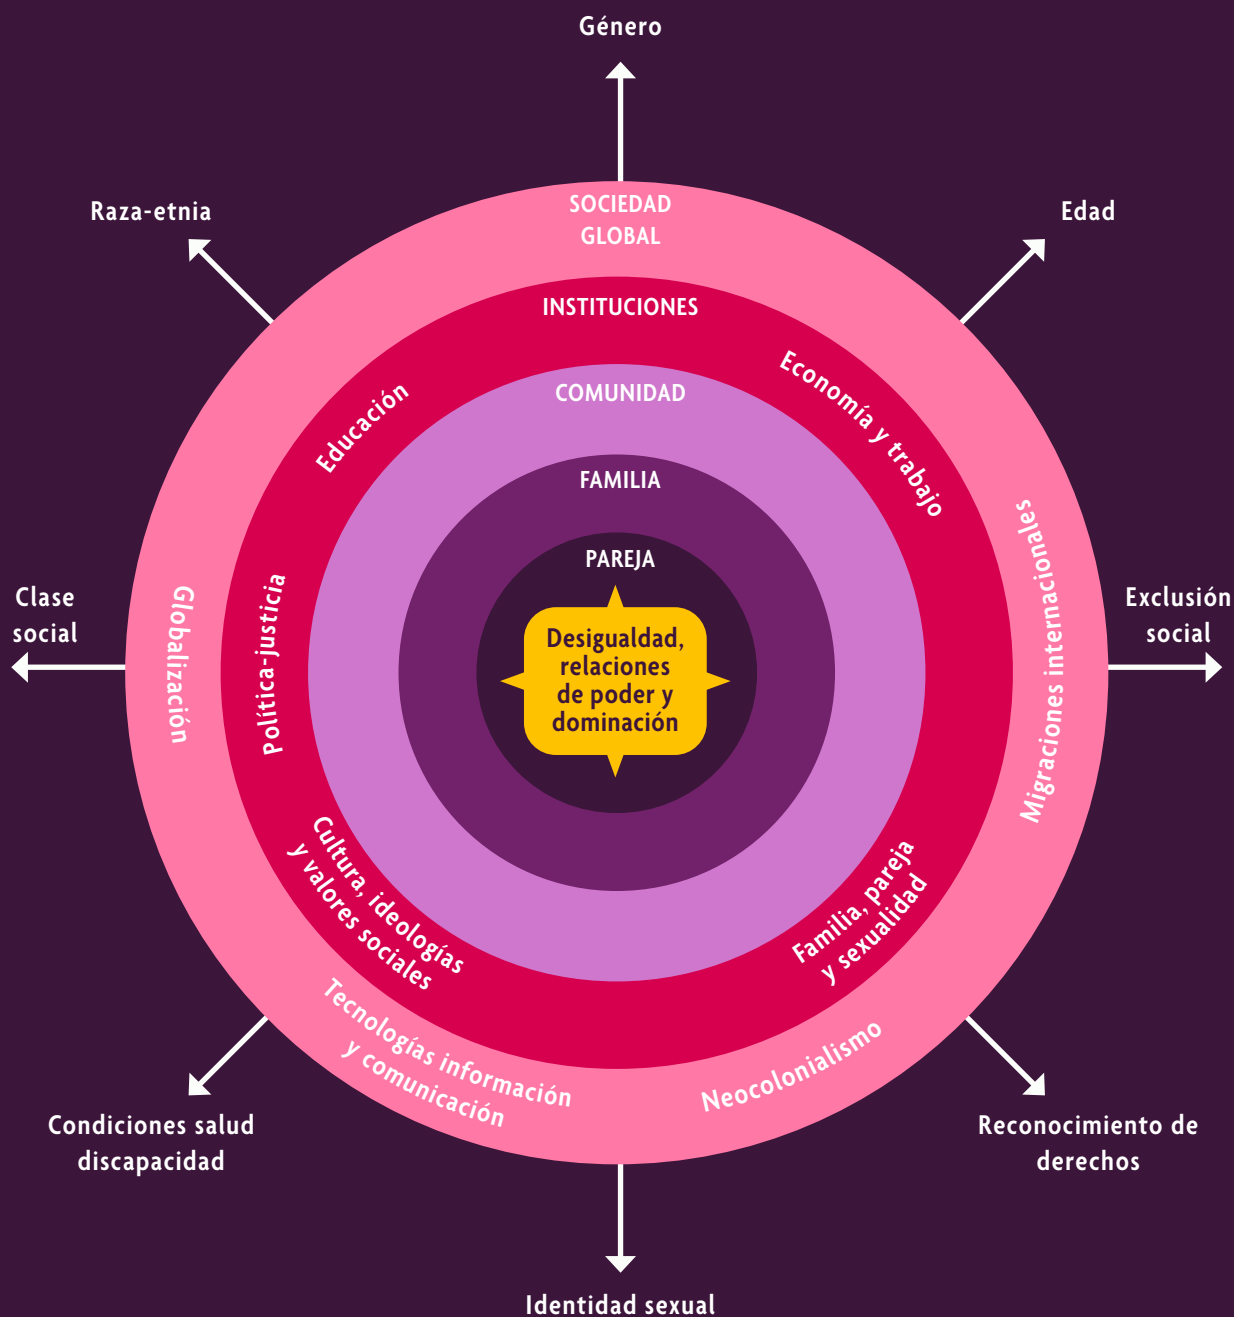 Género
Raza-etnia
Edad
SOCIEDAD
GLOBAL
INSTITUCIONES
Educación
Economía y trabajo
COMUNIDAD
FAMILIA
PAREJA
Desigualdad,
relaciones
de poder y
dominación
Clase
social
Globalización
Política-justicia
Migraciones internacionales
Exclusión
social
Cultura, ideologías
y valores sociales
Familia, pareja
y sexualidad
Tecnologías información
y comunicación
Neocolonialismo
Condiciones salud
discapacidad
Reconocimiento de
derechos
Identidad sexual